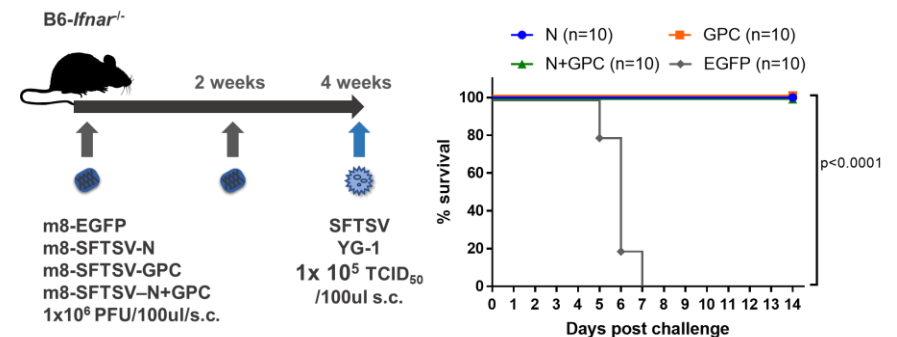 B6-Ifnar-/-
2 weeks
4 weeks
m8-EGFP
m8-SFTSV-N
m8-SFTSV-GPC
m8-SFTSV–N+GPC
1x10⁶ PFU/100ul/s.c.
SFTSV
YG-1
1x 10⁵ TCID₅₀
/100ul s.c.
N (n=10)
GPC (n=10)
N+GPC (n=10)
EGFP (n=10)
% survival
100
80
60
40
20
0
0 1 2 3 4 5 6 7 8 9 10 11 12 13 14
Days post challenge
p<0.0001